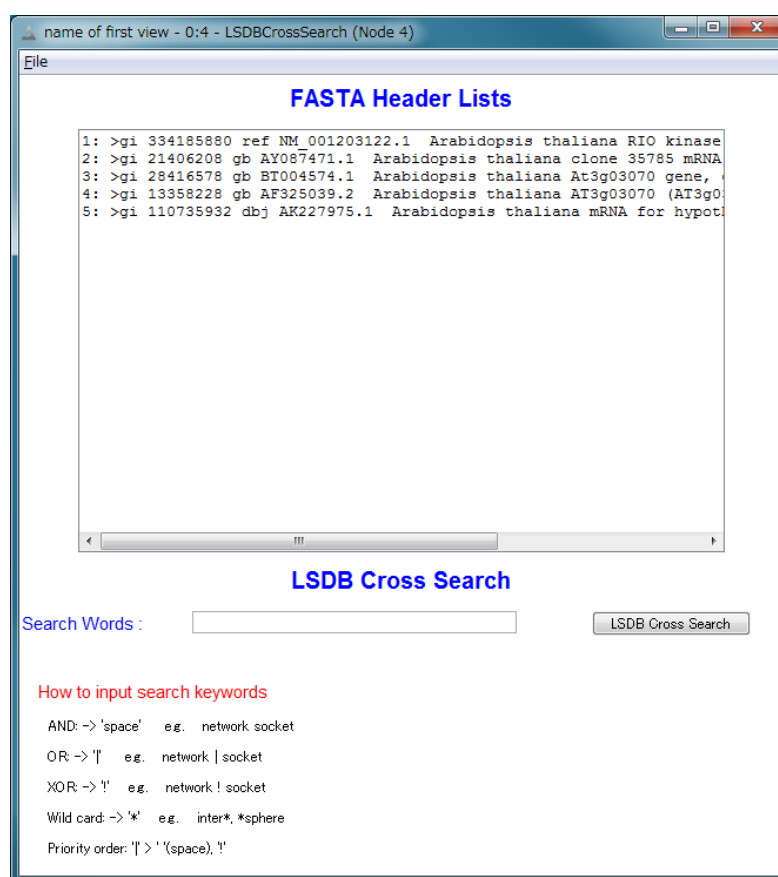 name of first view - 0:4 - LSDBCrossSearch (Node 4)
File
FASTA Header Lists
1: >gi 334185880 ref NM_001203122.1  Arabidopsis thaliana RIO kinase
2: >gi 21406208 gb AY087471.1  Arabidopsis thaliana clone 35785 mRNA
3: >gi 28416578 gb BT004574.1  Arabidopsis thaliana At3g03070 gene,
4: >gi 13358228 gb AF325039.2  Arabidopsis thaliana AT3g03070 (AT3g0
5: >gi 110735932 dbj AK227975.1  Arabidopsis thaliana mRNA for hypot
LSDB Cross Search
Search Words :
LSDB Cross Search
How to input search keywords
AND: -> 'space'    e.g.    network socket
OR: -> '|'    e.g.    network | socket
XOR: -> '!'    e.g.    network ! socket
Wild card: -> '*'    e.g.    inter*, *sphere
Priority order: '|' > ' '(space), '!'